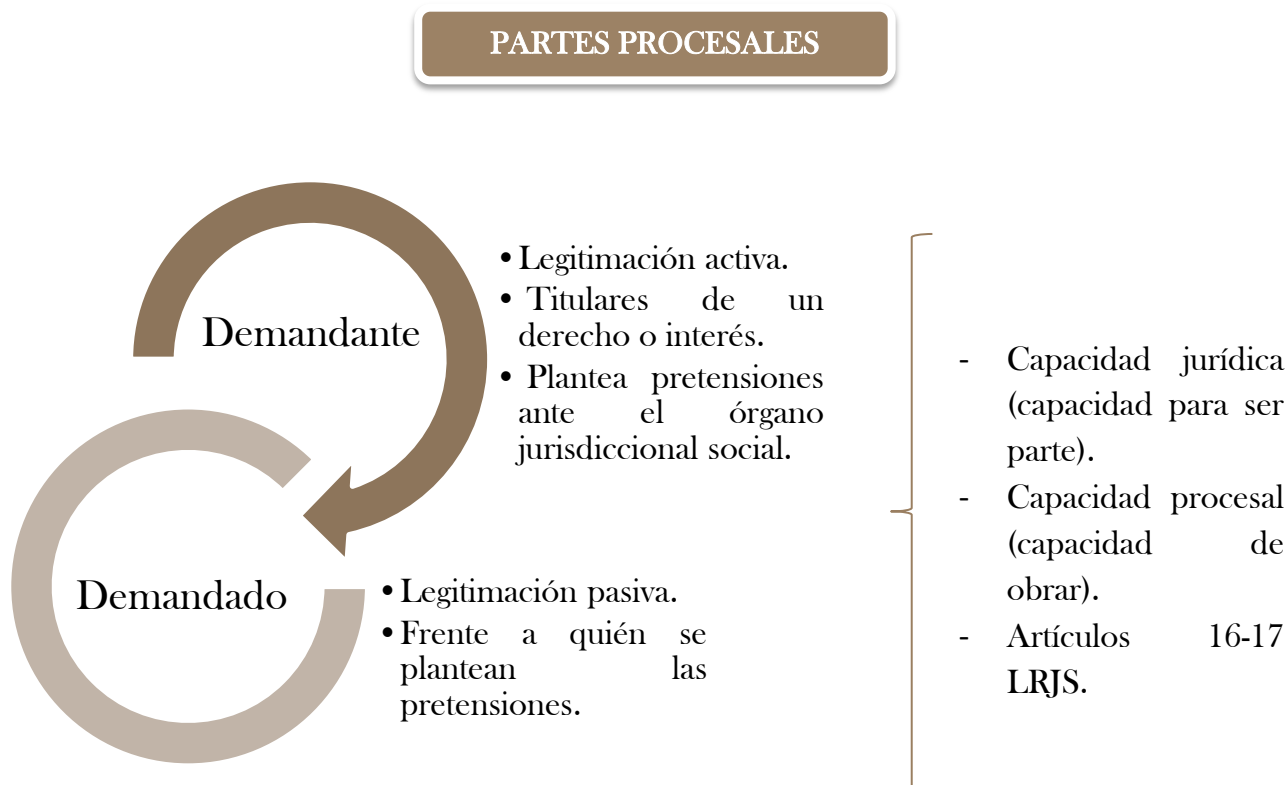 PARTES PROCESALES
Demandante
• Legitimación activa.
• Titulares de un
derecho o interés.
• Plantea pretensiones
ante el órgano
jurisdiccional social.
Demandado
• Legitimación pasiva.
• Frente a quién se
plantean las
pretensiones.
- Capacidad jurídica
(capacidad para ser
parte).
- Capacidad procesal
(capacidad de
obrar).
- Artículos 16-17
LRJS.